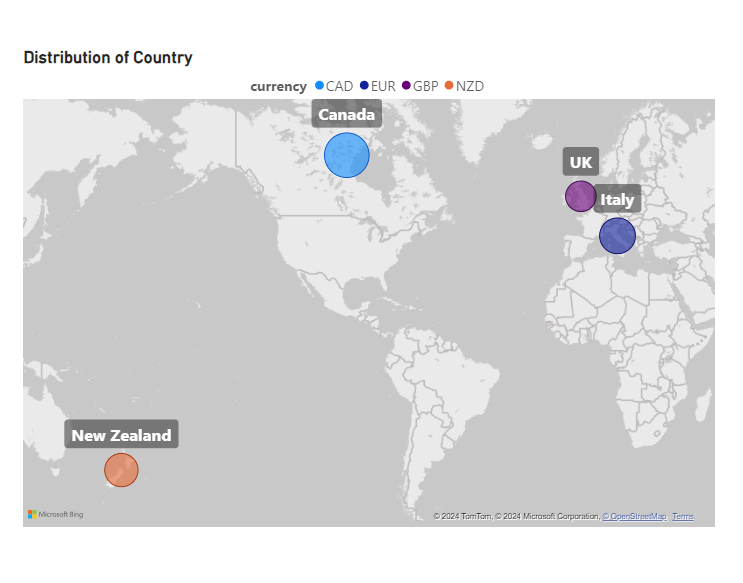 Distribution of Country
currency CAD EUR GBP NZD
Canada
UK
Italy
New Zealand
Microsoft Bing
© 2024 TomTom, © 2024 Microsoft Corporation, © OpenStreetMap Terms